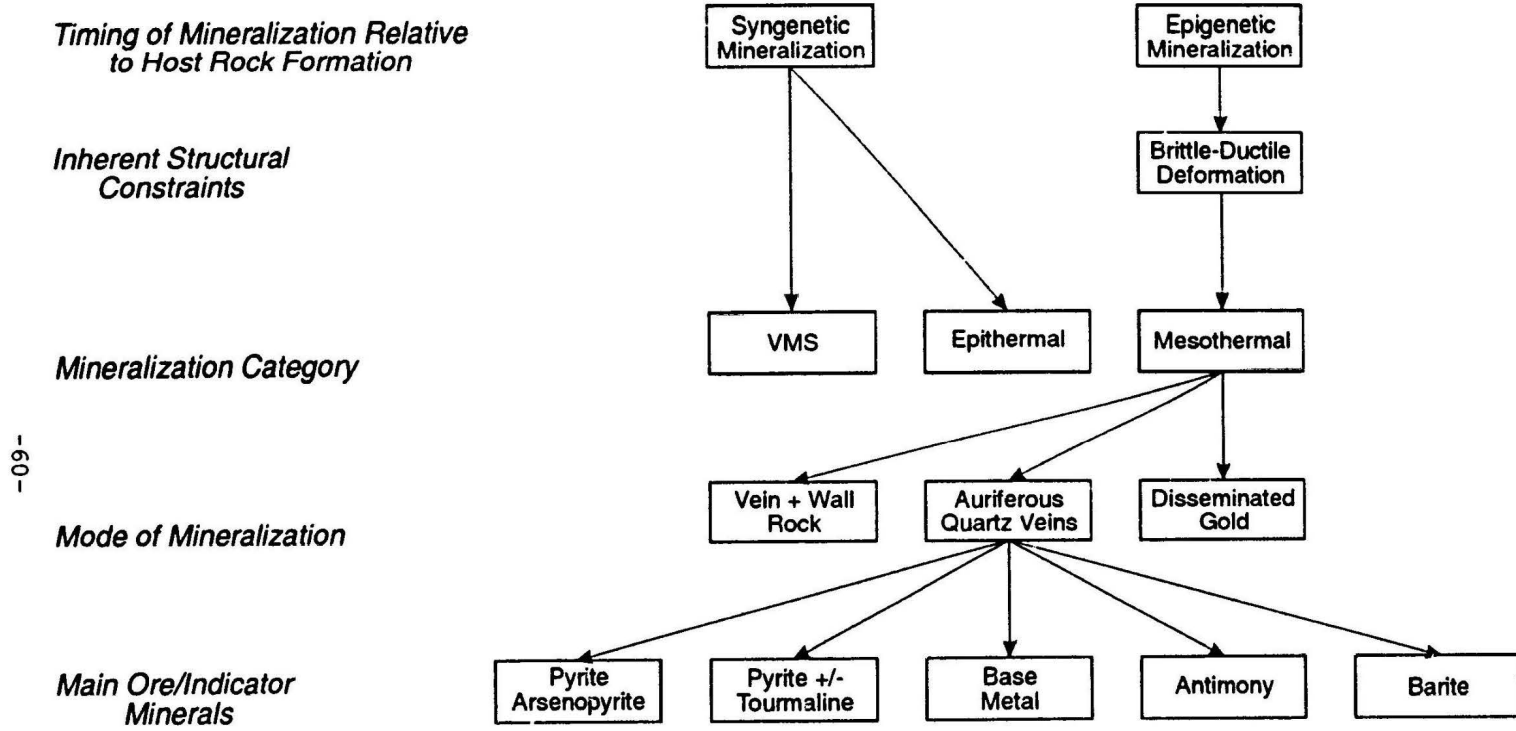 Timing of Mineralization Relative
to Host Rock Formation
Syngenetic
Mineralization
Epigenetic
Mineralization
Inherent Structural
Constraints
Brittle-Ductile
Deformation
Mineralization Category
VMS
Epithermal
Mesothermal
-60-
Mode of Mineralization
Vein + Wall
Rock
Auriferous
Quartz Veins
Disseminated
Gold
Main Ore/Indicator
Minerals
Pyrite
Arsenopyrite
Pyrite +/-
Tourmaline
Base
Metal
Antimony
Barite